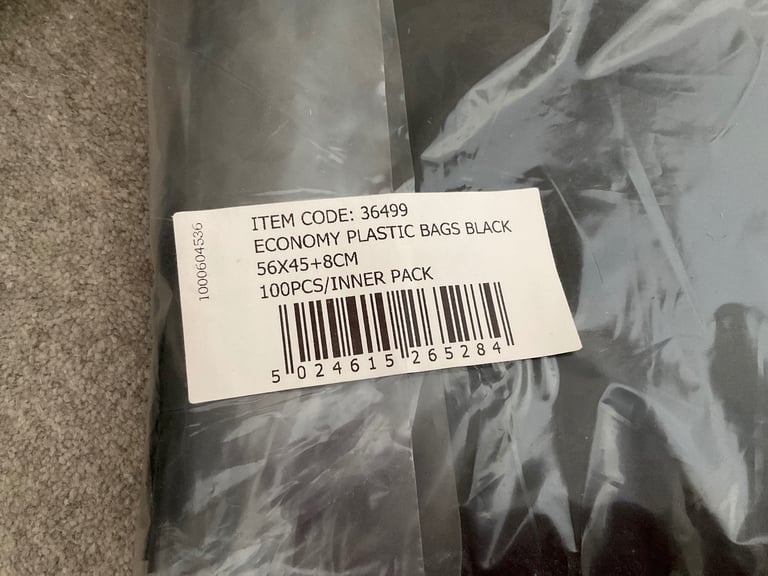 ITEM CODE: 36499
ECONOMY PLASTIC BAGS BLACK
56X45+8CM
100PCS/INNER PACK
5 024615 265284
1000604536